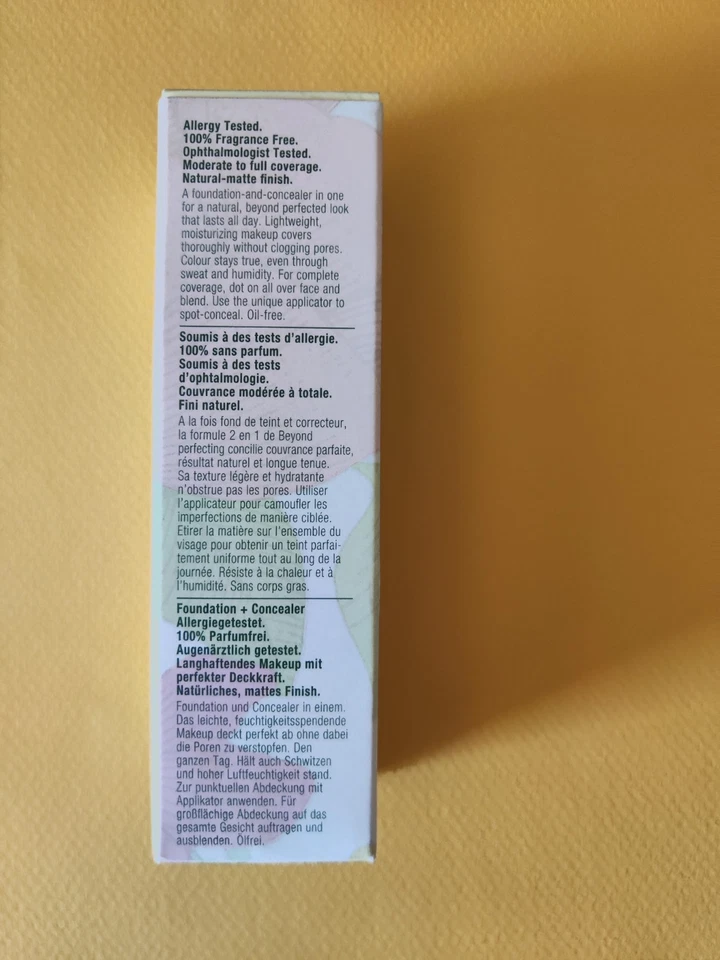 Allergy Tested.
100% Fragrance Free.
Ophthalmologist Tested.
Moderate to full coverage.
Natural-matte finish.
A foundation-and-concealer in one
for a natural, beyond perfected look
that lasts all day. Lightweight,
moisturizing makeup covers
thoroughly without clogging pores.
Colour stays true, even through
sweat and humidity. For complete
coverage, dot on all over face and
blend. Use the unique applicator to
spot-conceal. Oil-free.
Soumis à des tests d'allergie.
100% sans parfum.
Soumis à des tests
d'ophtalmologie.
Couvrance modérée à totale.
Fini naturel.
A la fois fond de teint et correcteur,
la formule 2 en 1 de Beyond
perfecting concilie couvrance parfaite,
résultat naturel et longue tenue.
Sa texture légère et hydratante
n'obstrue pas les pores. Utiliser
l'applicateur pour camoufler les
imperfections de manière ciblée.
Etirer la matière sur l'ensemble du
visage pour obtenir un teint parfai-
tement uniforme tout au long de la
journée. Résiste à la chaleur et à
l'humidité. Sans corps gras.
Foundation + Concealer
Allergiegetestet.
100% Parfumfrei.
Augenärztlich getestet.
Langhaftendes Makeup mit
perfekter Deckkraft.
Natürliches, mattes Finish.
Foundation und Concealer in einem.
Das leichte, feuchtigkeitsspendende
Makeup deckt perfekt ab ohne dabei
die Poren zu verstopfen. Den
ganzen Tag. Hält auch Schwitzen
und hoher Luftfeuchtigkeit stand.
Zur punktuellen Abdeckung mit
Applikator anwenden. Für
großflächige Abdeckung auf das
gesamte Gesicht auftragen und
ausblenden. Ölfrei.